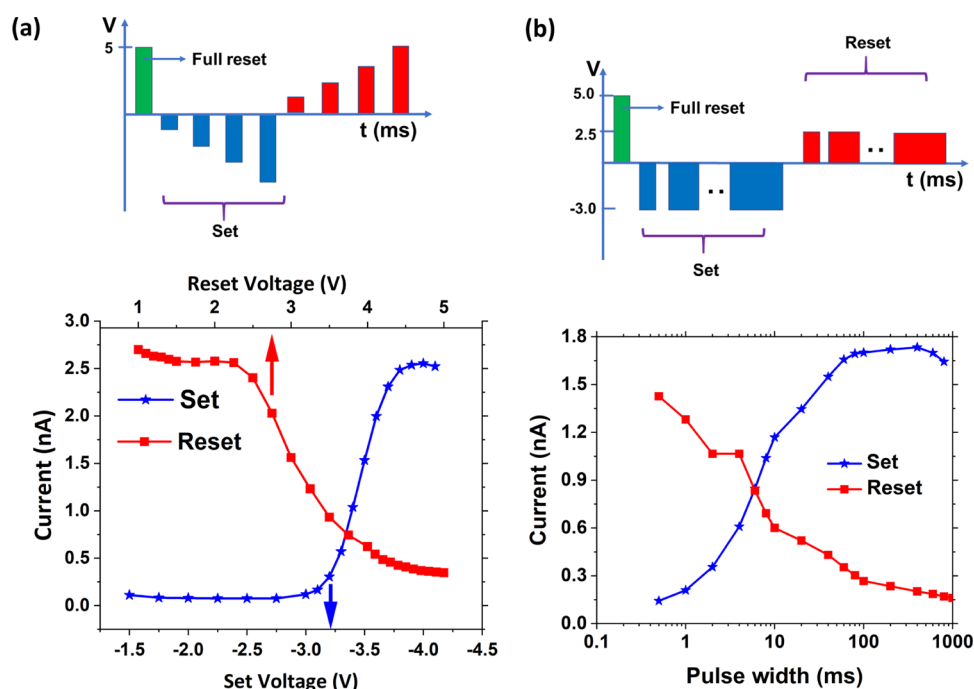 (a)
V
5
Full reset
t (ms)
Set
(b)
Reset
V
5.0
Full reset
2.5
..
t (ms)
-3.0
..
Set
Reset Voltage (V)
1 2 3 4 5
3.0
2.5
2.0
1.5
1.0
0.5
0.0
Current (nA)
Set
Reset
-1.5 -2.0 -2.5 -3.0 -3.5 -4.0 -4.5
Set Voltage (V)
1.8
1.5
1.2
0.9
0.6
0.3
0.0
Current (nA)
Set
Reset
0.1 1 10 100 1000
Pulse width (ms)